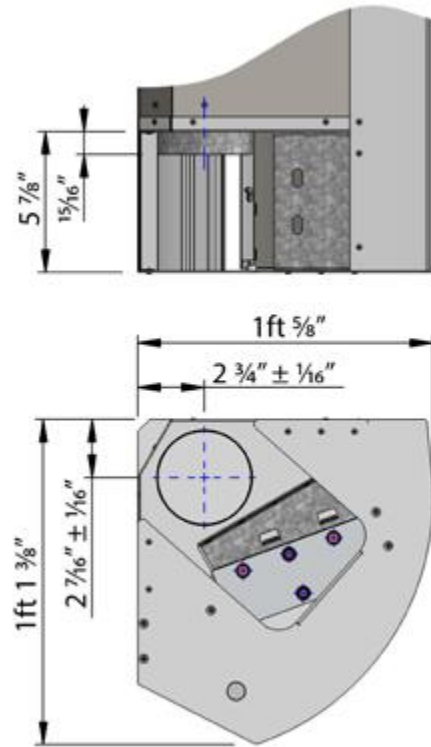 5 ⅞"
15/16"
1ft ⅝"
2 ¾" ± 1/16"
2 7/16" ± 1/16"
1ft 1 ⅜"